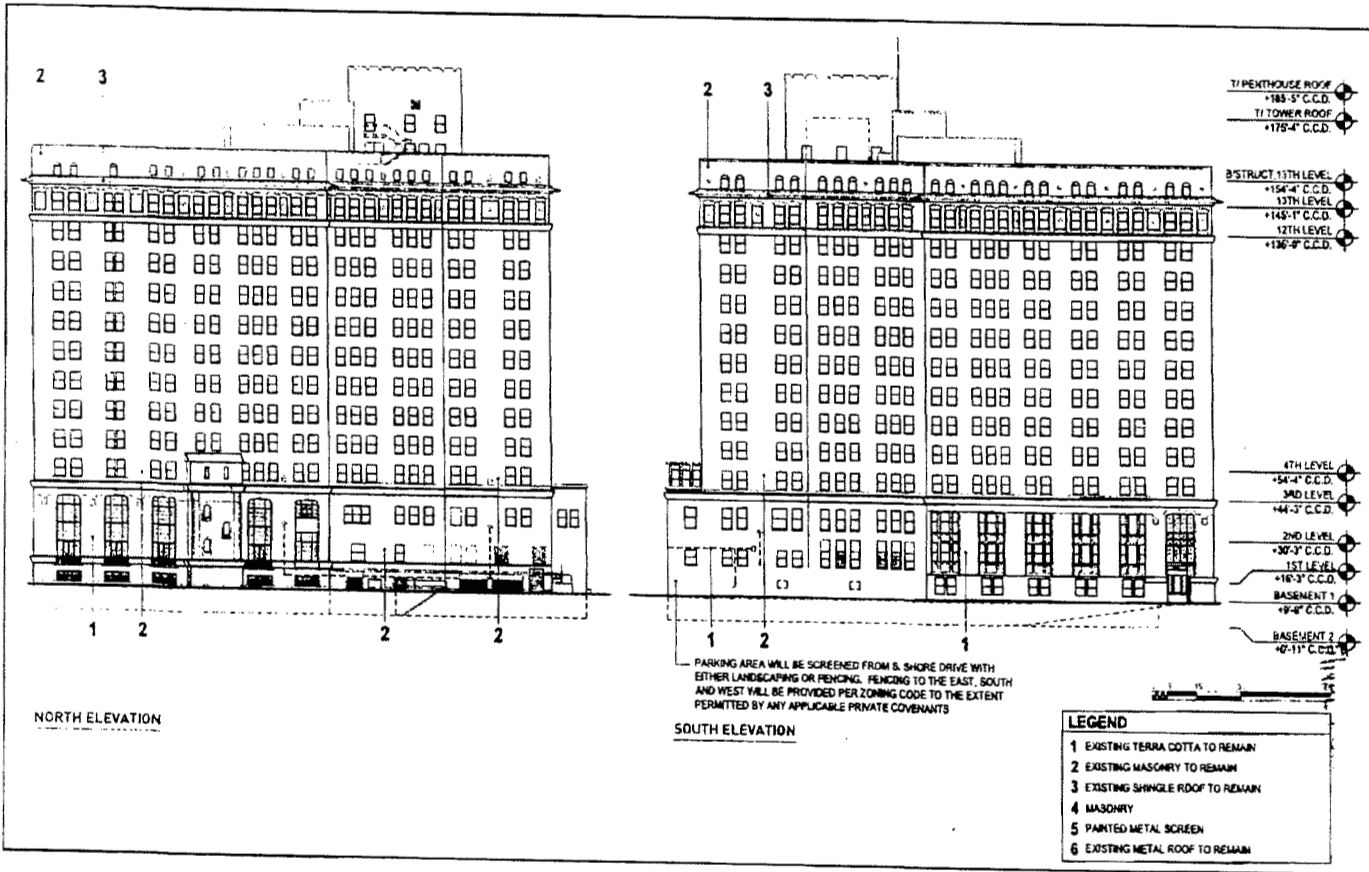 2 3
2 3
T/ PENTHOUSE ROOF
+185'-5" C.C.D.
T/ TOWER ROOF
+175'-4" C.C.D.
B/STRUCT 13TH LEVEL
+154'-4" C.C.D.
13TH LEVEL
+145'-1" C.C.D.
12TH LEVEL
+136'-9" C.C.D.
4TH LEVEL
+54'-4" C.C.D.
3RD LEVEL
+44'-3" C.C.D.
2ND LEVEL
+30'-3" C.C.D.
1ST LEVEL
+16'-3" C.C.D.
BASEMENT 1
+9'-8" C.C.D.
BASEMENT 2
+0'-11" C.C.D.
1 2 2 2
1 2 1
PARKING AREA WILL BE SCREENED FROM S. SHORE DRIVE WITH
EITHER LANDSCAPING OR FENCING. FENCING TO THE EAST, SOUTH
AND WEST WILL BE PROVIDED PER ZONING CODE TO THE EXTENT
PERMITTED BY ANY APPLICABLE PRIVATE COVENANTS
NORTH ELEVATION
SOUTH ELEVATION
LEGEND
1 EXISTING TERRA COTTA TO REMAIN
2 EXISTING MASONRY TO REMAIN
3 EXISTING SHINGLE ROOF TO REMAIN
4 MASONRY
5 PAINTED METAL SCREEN
6 EXISTING METAL ROOF TO REMAIN